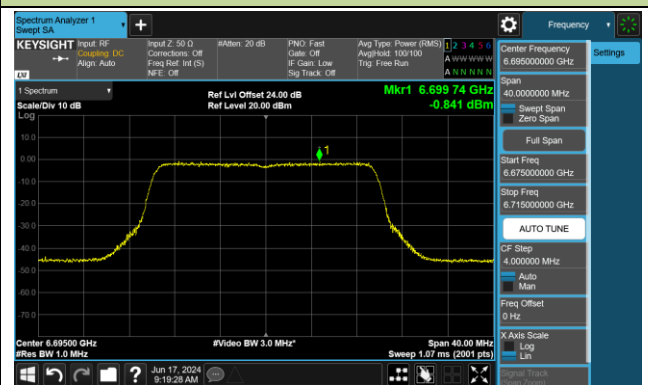 Spectrum Analyzer 1
Swept SA
Frequency
KEYSIGHT
Input: RF
Coupling: DC
Align: Auto
Input Z: 50 Ω
Corrections: Off
Freq Ref: Int (S)
NFE: Off
#Atten: 20 dB
PNO: Fast
Gate: Off
IF Gain: Low
Sig Track: Off
Avg Type: Power (RMS)
Avg|Hold: 100/100
Trig: Free Run
1 2 3 4 5 6
A W W W W W
A N N N N N
LXI
1 Spectrum
Scale/Div 10 dB
Log
Ref Lvl Offset 24.00 dB
Ref Level 20.00 dBm
Mkr1 6.699 74 GHz
-0.841 dBm
10.0
0.00
-10.0
-20.0
-30.0
-40.0
-50.0
-60.0
-70.0
1
Center 6.69500 GHz
#Res BW 1.0 MHz
#Video BW 3.0 MHz*
Span 40.00 MHz
Sweep 1.07 ms (2001 pts)
Jun 17, 2024
9:19:28 AM
Center Frequency
6.695000000 GHz
Settings
Span
40.0000000 MHz
Swept Span
Zero Span
Full Span
Start Freq
6.675000000 GHz
Stop Freq
6.715000000 GHz
AUTO TUNE
CF Step
4.000000 MHz
Auto
Man
Freq Offset
0 Hz
X Axis Scale
Log
Lin
Signal Track
(Span Zoom)